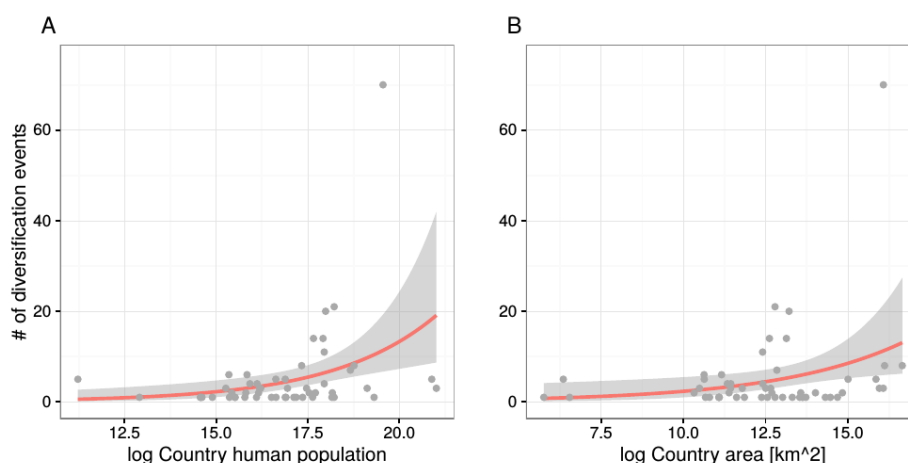 A
B
# of diversification events
60
40
20
0
12.5 15.0 17.5 20.0
log Country human population
60
40
20
0
7.5 10.0 12.5 15.0
log Country area [km^2]